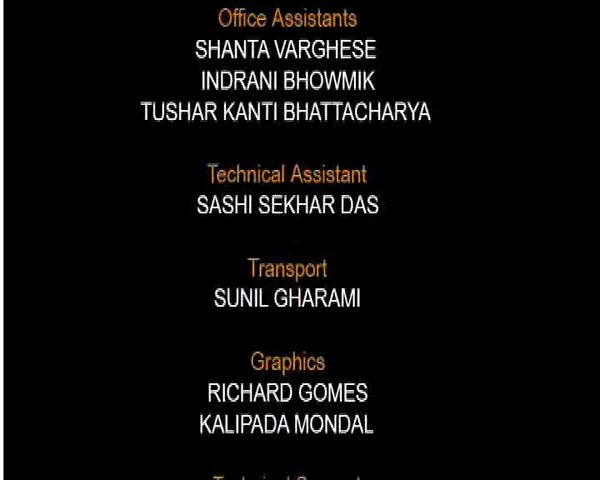 Office Assistants
SHANTA VARGHESE
INDRANI BHOWMIK
TUSHAR KANTI BHATTACHARYA
Technical Assistant
SASHI SEKHAR DAS
Transport
SUNIL GHARAMI
Graphics
RICHARD GOMES
KALIPADA MONDAL